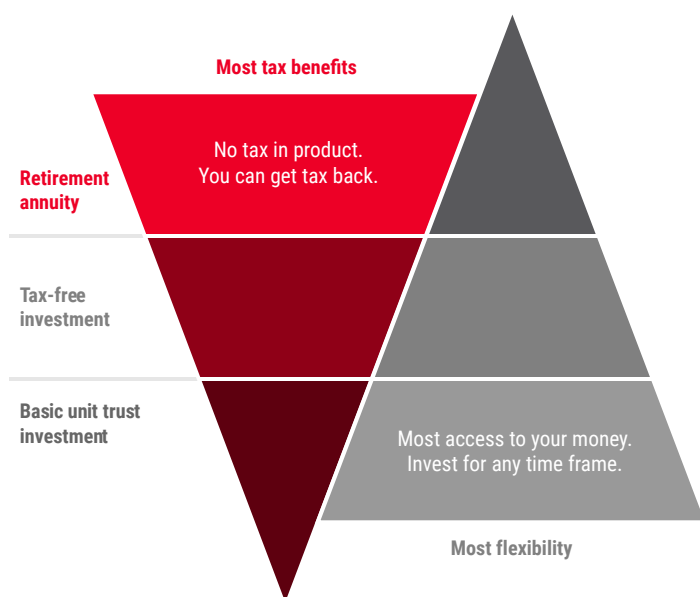 Most tax benefits
No tax in product.
You can get tax back.
Retirement
annuity
Tax-free
investment
Basic unit trust
investment
Most access to your money.
Invest for any time frame.
Most flexibility